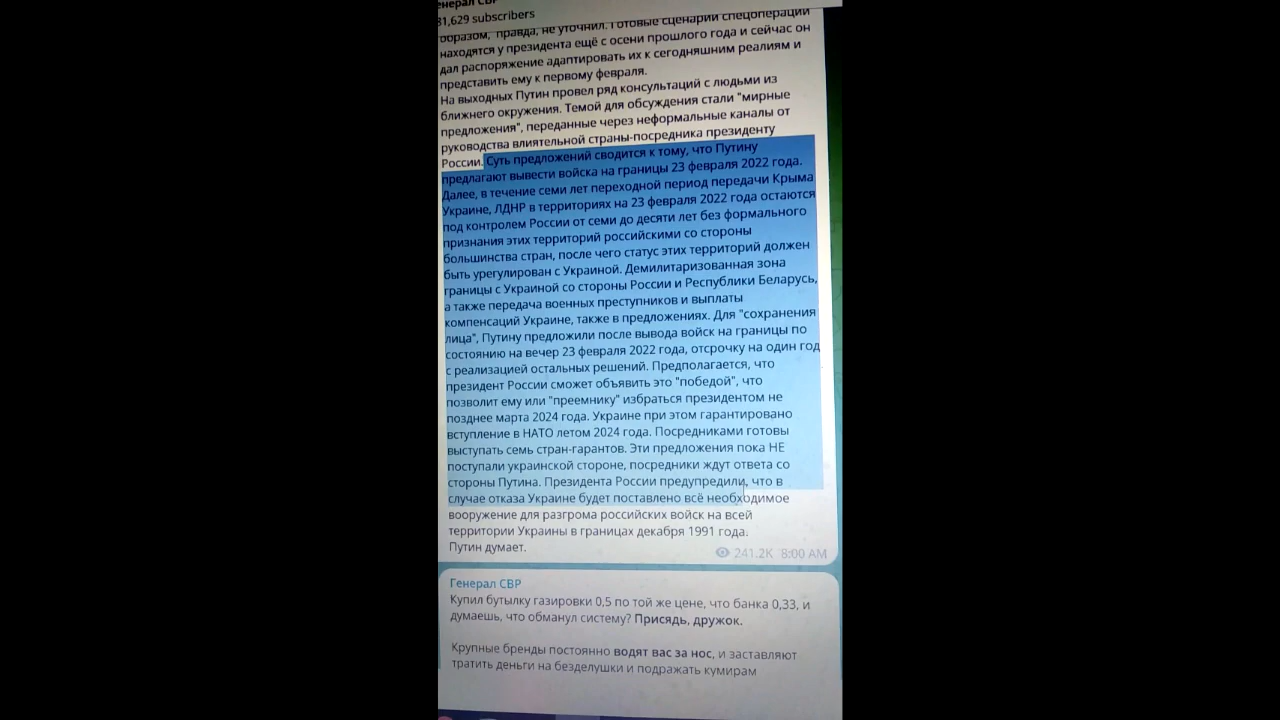 енерал СВР
31,629 subscribers
образом, правда, не уточнил. Готовые сценарии спецоперации
находятся у президента ещё с осени прошлого года и сейчас он
дал распоряжение адаптировать их к сегодняшним реалиям и
представить ему к первому февраля.
На выходных Путин провел ряд консультаций с людьми из
ближнего окружения. Темой для обсуждения стали "мирные
предложения", переданные через неформальные каналы от
руководства влиятельной страны-посредника президенту
России. Суть предложений сводится к тому, что Путину
предлагают вывести войска на границы 23 февраля 2022 года.
Далее, в течение семи лет переходной период передачи Крыма
Украине, ЛДНР в территориях на 23 февраля 2022 года остаются
под контролем России от семи до десяти лет без формального
признания этих территорий российскими со стороны
большинства стран, после чего статус этих территорий должен
быть урегулирован с Украиной. Демилитаризованная зона
границы с Украиной со стороны России и Республики Беларусь,
а также передача военных преступников и выплаты
компенсаций Украине, также в предложениях. Для "сохранения
лица", Путину предложили после вывода войск на границы по
состоянию на вечер 23 февраля 2022 года, отсрочку на один год
с реализацией остальных решений. Предполагается, что
президент России сможет объявить это "победой", что
позволит ему или "преемнику" избраться президентом не
позднее марта 2024 года. Украине при этом гарантировано
вступление в НАТО летом 2024 года. Посредниками готовы
выступать семь стран-гарантов. Эти предложения пока НЕ
поступали украинской стороне, посредники ждут ответа со
стороны Путина. Президента России предупредили, что в
случае отказа Украине будет поставлено всё необходимое
вооружение для разгрома российских войск на всей
территории Украины в границах декабря 1991 года.
Путин думает.
241.2K 8:00 AM
Генерал СВР
Купил бутылку газировки 0,5 по той же цене, что банка 0,33, и
думаешь, что обманул систему? Присядь, дружок.
Крупные бренды постоянно водят вас за нос, и заставляют
тратить деньги на безделушки и подражать кумирам